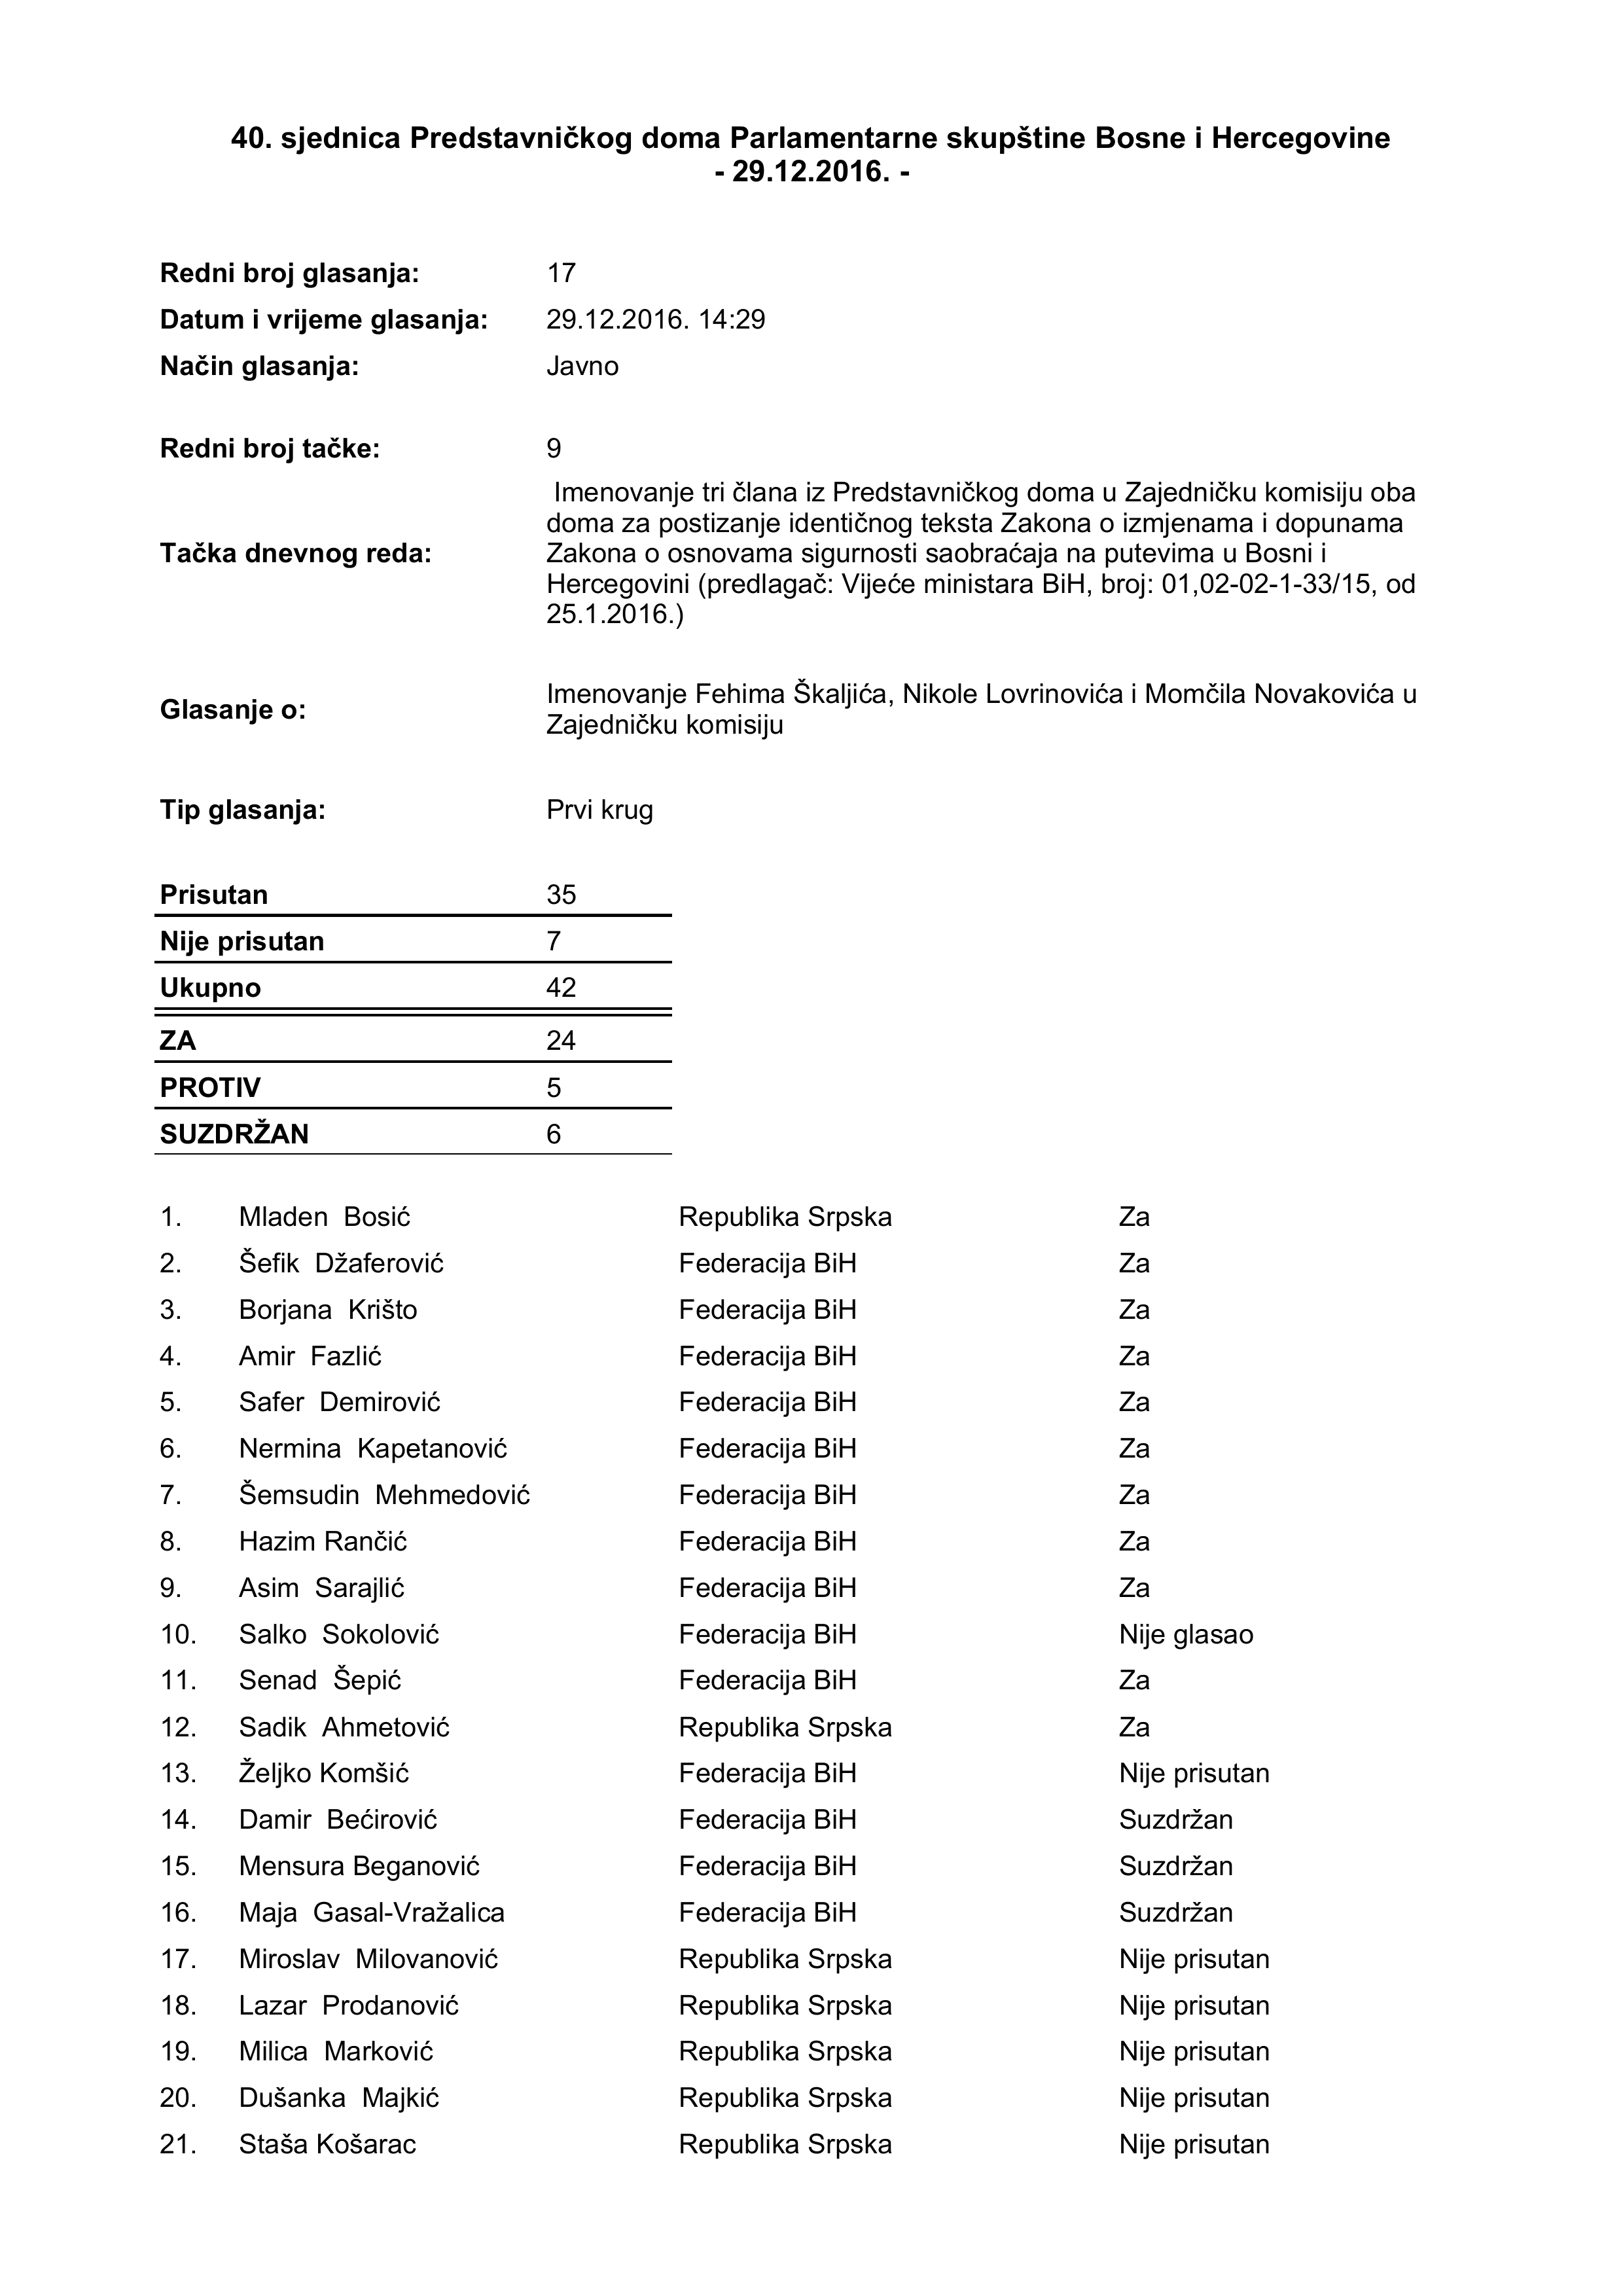 40. sjednica Predstavničkog doma Parlamentarne skupštine Bosne i Hercegovine
- 29.12.2016. -
Redni broj glasanja: 17
Datum i vrijeme glasanja: 29.12.2016. 14:29
Način glasanja: Javno
Redni broj tačke: 9
Tačka dnevnog reda:
Imenovanje tri člana iz Predstavničkog doma u Zajedničku komisiju oba
doma za postizanje identičnog teksta Zakona o izmjenama i dopunama
Zakona o osnovama sigurnosti saobraćaja na putevima u Bosni i
Hercegovini (predlagač: Vijeće ministara BiH, broj: 01,02-02-1-33/15, od
25.1.2016.)
Glasanje o:
Imenovanje Fehima Škaljića, Nikole Lovrinovića i Momčila Novakovića u
Zajedničku komisiju
Tip glasanja: Prvi krug
Prisutan 35
Nije prisutan 7
Ukupno 42
ZA 24
PROTIV 5
SUZDRŽAN 6
1. Mladen Bosić Republika Srpska Za
2. Šefik Džaferović Federacija BiH Za
3. Borjana Krišto Federacija BiH Za
4. Amir Fazlić Federacija BiH Za
5. Safer Demirović Federacija BiH Za
6. Nermina Kapetanović Federacija BiH Za
7. Šemsudin Mehmedović Federacija BiH Za
8. Hazim Rančić Federacija BiH Za
9. Asim Sarajlić Federacija BiH Za
10. Salko Sokolović Federacija BiH Nije glasao
11. Senad Šepić Federacija BiH Za
12. Sadik Ahmetović Republika Srpska Za
13. Željko Komšić Federacija BiH Nije prisutan
14. Damir Bećirović Federacija BiH Suzdržan
15. Mensura Beganović Federacija BiH Suzdržan
16. Maja Gasal-Vražalica Federacija BiH Suzdržan
17. Miroslav Milovanović Republika Srpska Nije prisutan
18. Lazar Prodanović Republika Srpska Nije prisutan
19. Milica Marković Republika Srpska Nije prisutan
20. Dušanka Majkić Republika Srpska Nije prisutan
21. Staša Košarac Republika Srpska Nije prisutan